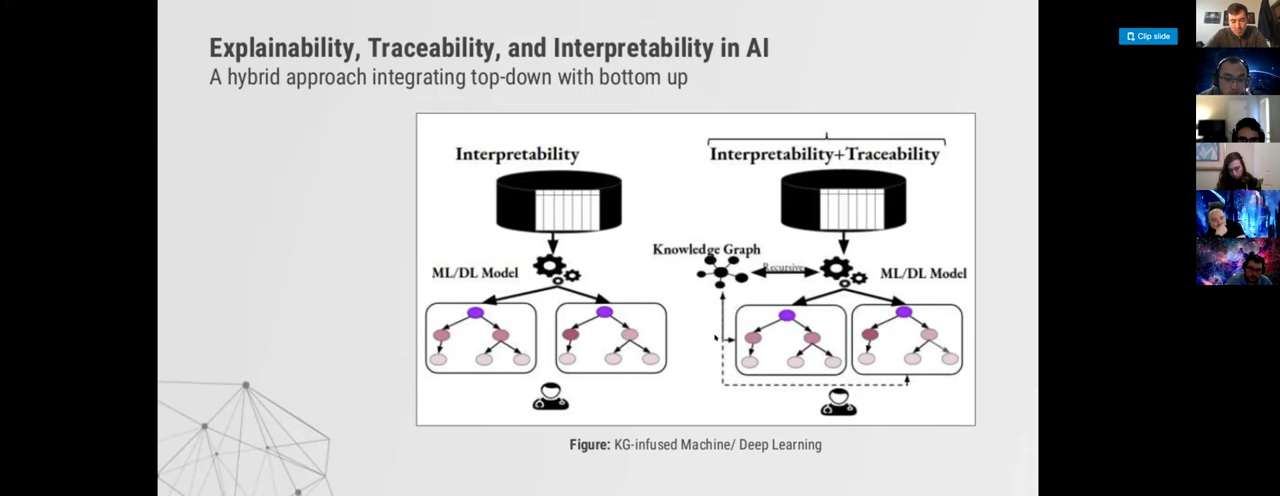 Explainability, Traceability, and Interpretability in AI
A hybrid approach integrating top-down with bottom up
Clip slide
Interpretability
Interpretability+Traceability
Knowledge Graph
ML/DL Model
Recursive
ML/DL Model
Figure: KG-infused Machine/ Deep Learning